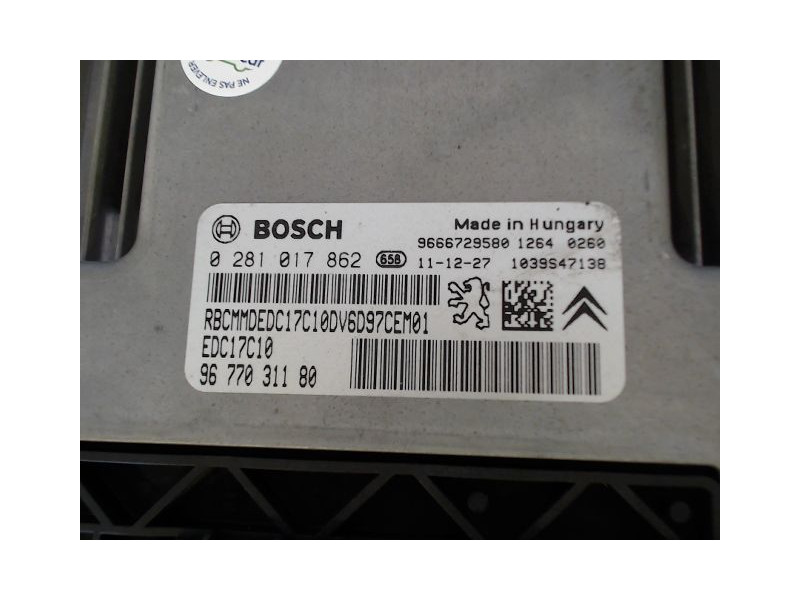 NE PAS ENLEVER
BOSCH
Made in Hungary
9666729580 1264 0260
0 281 017 862 658 11-12-27 1039S47138
RBCMMDEDC17C10DV6D97CEM01
EDC17C10
96 770 311 80